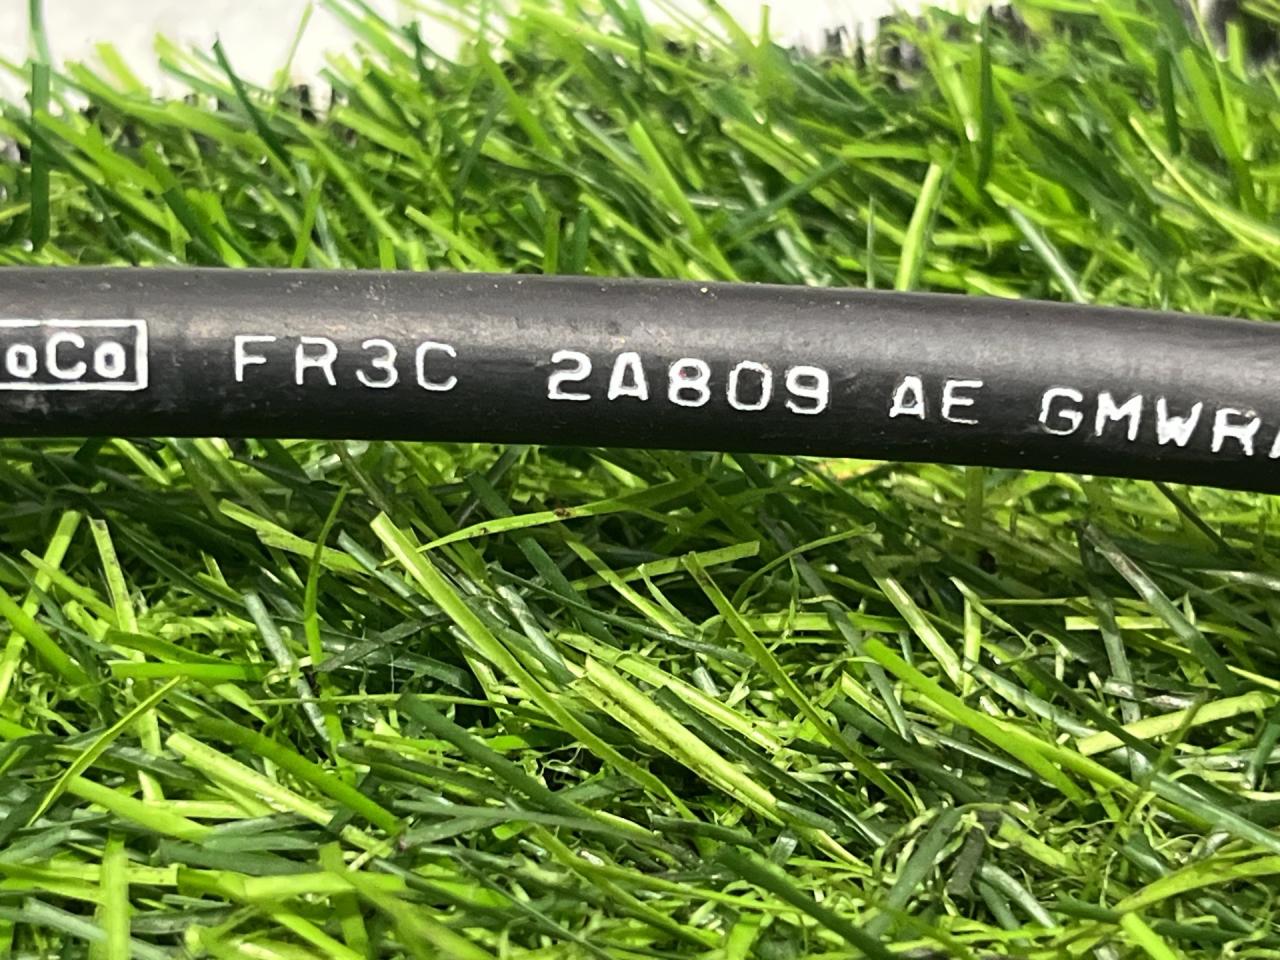 oCo FR3C 2A809 AE GMWR